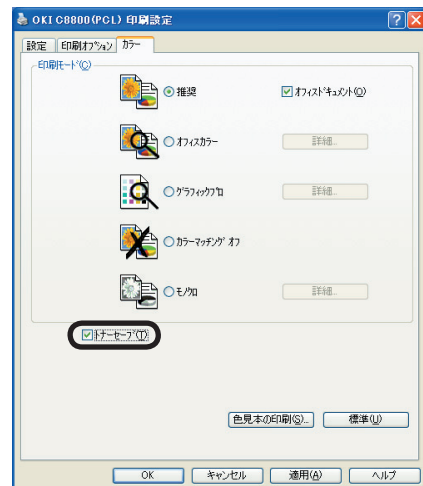 OKI C8800(PCL) 印刷設定
設定 印刷オプション カラー
印刷モード(C)
推奨 オフィスドキュメント(O)
オフィスカラー 詳細...
グラフィックプロ 詳細...
カラーマッチング オフ
モノクロ 詳細...
トナーセーブ(T)
色見本の印刷(S)... 標準(U)
OK キャンセル 適用(A) ヘルプ